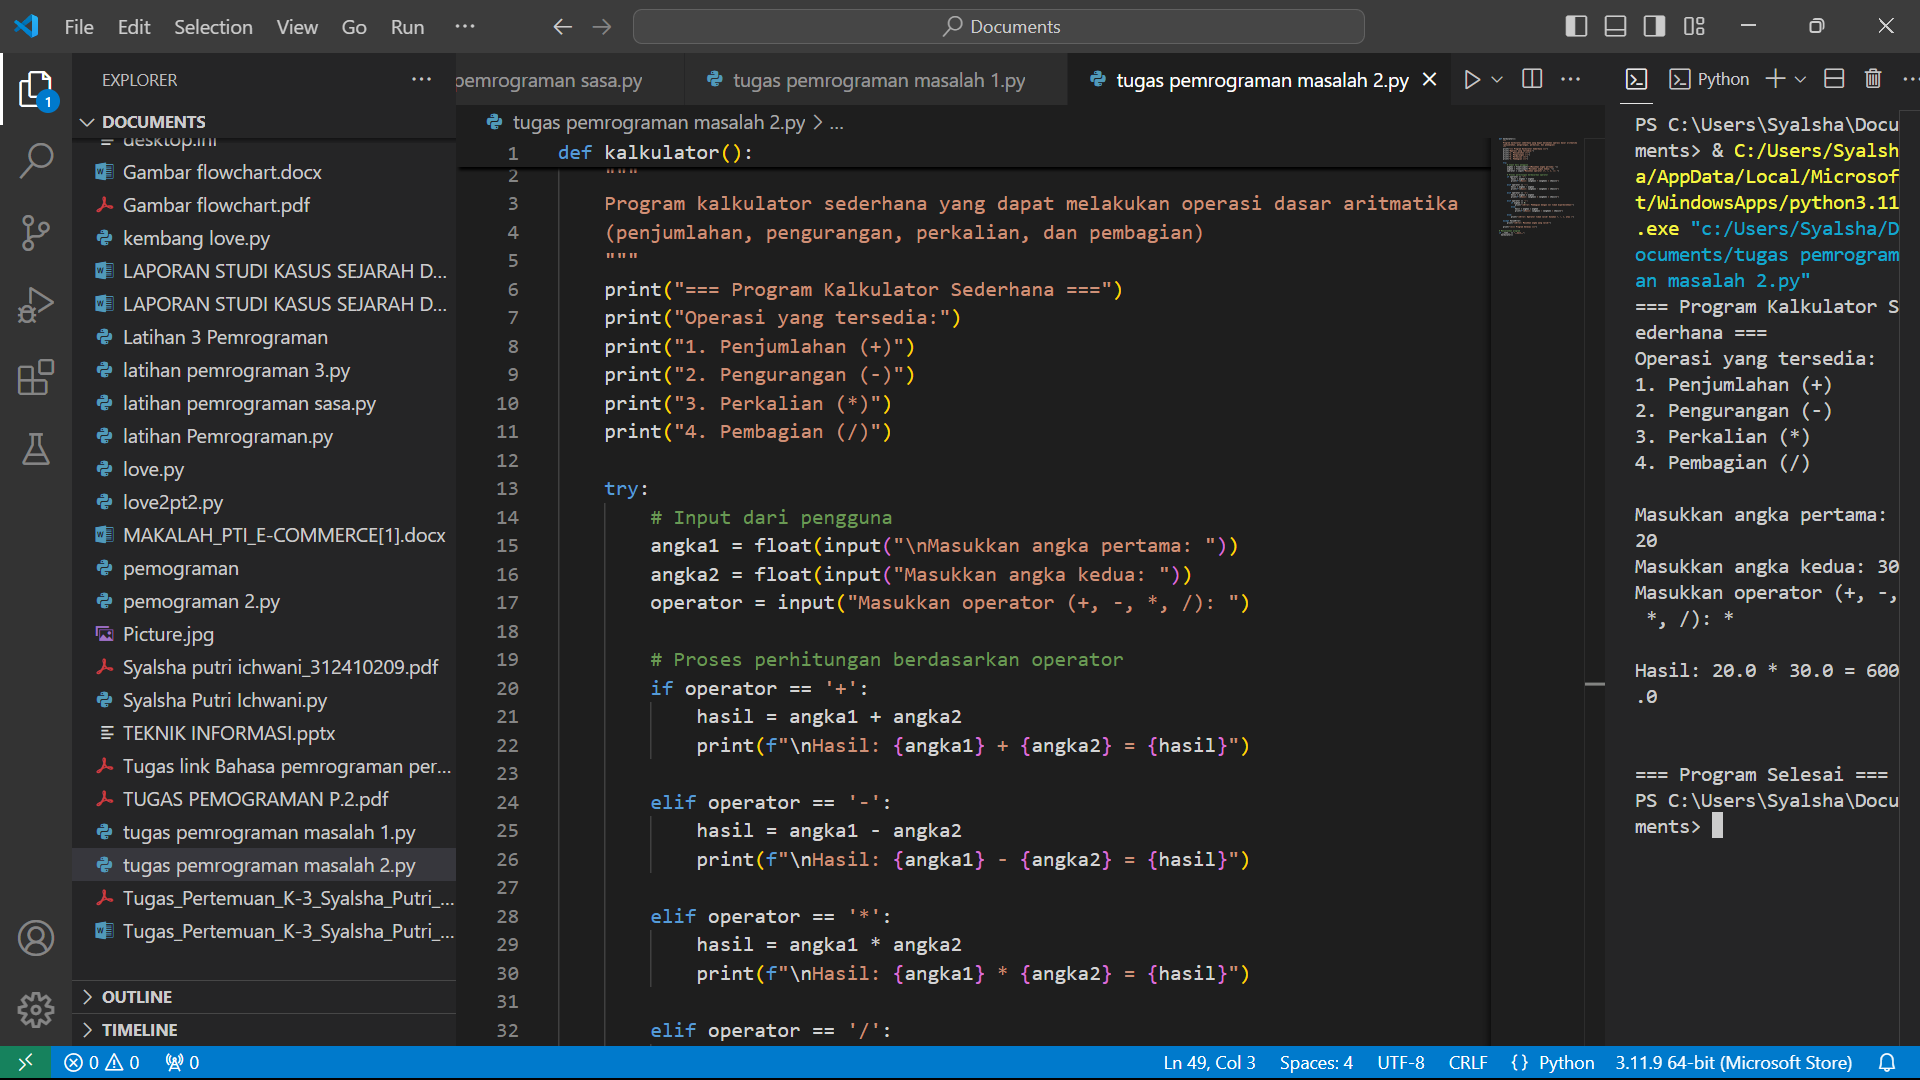 File Edit Selection View Go Run ... Documents
EXPLORER ...
DOCUMENTS
desktop.ini
Gambar flowchart.docx
Gambar flowchart.pdf
kembang love.py
LAPORAN STUDI KASUS SEJARAH D...
LAPORAN STUDI KASUS SEJARAH D...
Latihan 3 Pemrograman
latihan pemrograman 3.py
latihan pemrograman sasa.py
latihan Pemrograman.py
love.py
love2pt2.py
MAKALAH_PTI_E-COMMERCE[1].docx
pemograman
pemograman 2.py
Picture.jpg
Syalsha putri ichwani_312410209.pdf
Syalsha Putri Ichwani.py
TEKNIK INFORMASI.pptx
Tugas link Bahasa pemrograman per...
TUGAS PEMOGRAMAN P.2.pdf
tugas pemrograman masalah 1.py
tugas pemrograman masalah 2.py
Tugas_Pertemuan_K-3_Syalsha_Putri_...
Tugas_Pertemuan_K-3_Syalsha_Putri_...
OUTLINE
TIMELINE
1
pemrograman sasa.py tugas pemrograman masalah 1.py tugas pemrograman masalah 2.py
tugas pemrograman masalah 2.py > ...
1 def kalkulator():
2 """
3 Program kalkulator sederhana yang dapat melakukan operasi dasar aritmatika
4 (penjumlahan, pengurangan, perkalian, dan pembagian)
5 """
6 print("=== Program Kalkulator Sederhana ===")
7 print("Operasi yang tersedia:")
8 print("1. Penjumlahan (+)")
9 print("2. Pengurangan (-)")
10 print("3. Perkalian (*)")
11 print("4. Pembagian (/)")
12
13 try:
14 # Input dari pengguna
15 angka1 = float(input("\nMasukkan angka pertama: "))
16 angka2 = float(input("Masukkan angka kedua: "))
17 operator = input("Masukkan operator (+, -, *, /): ")
18
19 # Proses perhitungan berdasarkan operator
20 if operator == '+':
21 hasil = angka1 + angka2
22 print(f"\nHasil: {angka1} + {angka2} = {hasil}")
23
24 elif operator == '-':
25 hasil = angka1 - angka2
26 print(f"\nHasil: {angka1} - {angka2} = {hasil}")
27
28 elif operator == '*':
29 hasil = angka1 * angka2
30 print(f"\nHasil: {angka1} * {angka2} = {hasil}")
31
32 elif operator == '/':
Python
PS C:\Users\Syalsha\Docu
ments> & C:/Users/Syalsh
a/AppData/Local/Microsof
t/WindowsApps/python3.11
.exe "c:/Users/Syalsha/D
ocuments/tugas pemrogram
an masalah 2.py"
=== Program Kalkulator S
ederhana ===
Operasi yang tersedia:
1. Penjumlahan (+)
2. Pengurangan (-)
3. Perkalian (*)
4. Pembagian (/)
Masukkan angka pertama:
20
Masukkan angka kedua: 30
Masukkan operator (+, -,
*, /): *
Hasil: 20.0 * 30.0 = 600
.0
=== Program Selesai ===
PS C:\Users\Syalsha\Docu
ments>
0 0 0 Ln 49, Col 3 Spaces: 4 UTF-8 CRLF {} Python 3.11.9 64-bit (Microsoft Store)